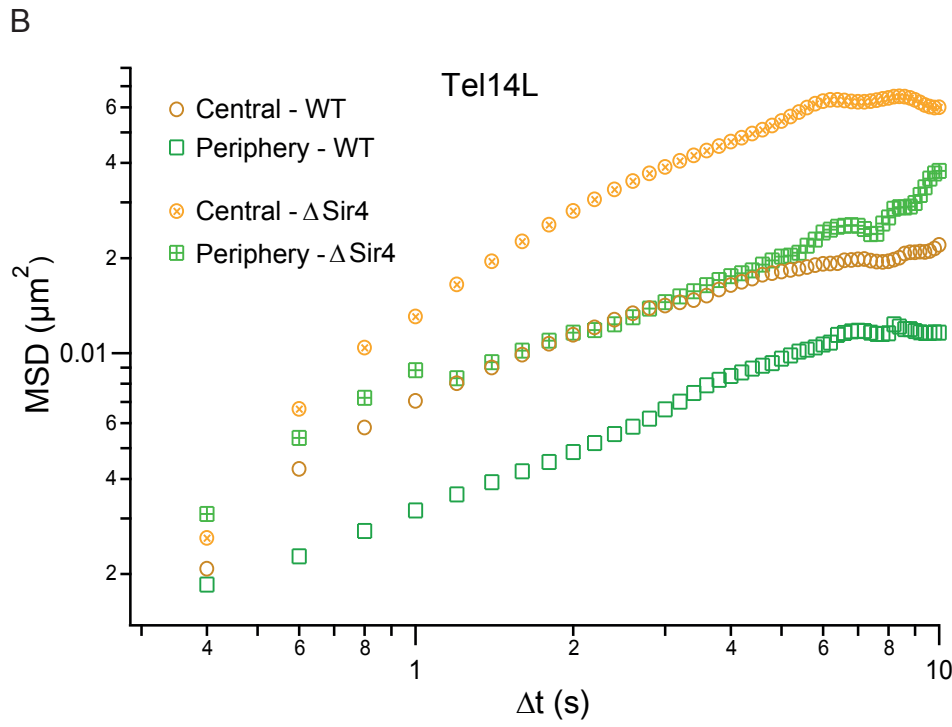 B
Tel14L
Central - WT
Periphery - WT
Central - ΔSir4
Periphery - ΔSir4
MSD (μm²)
6
4
2
0.01
6
4
2
4
6
8
1
2
4
6
8
10
Δt (s)